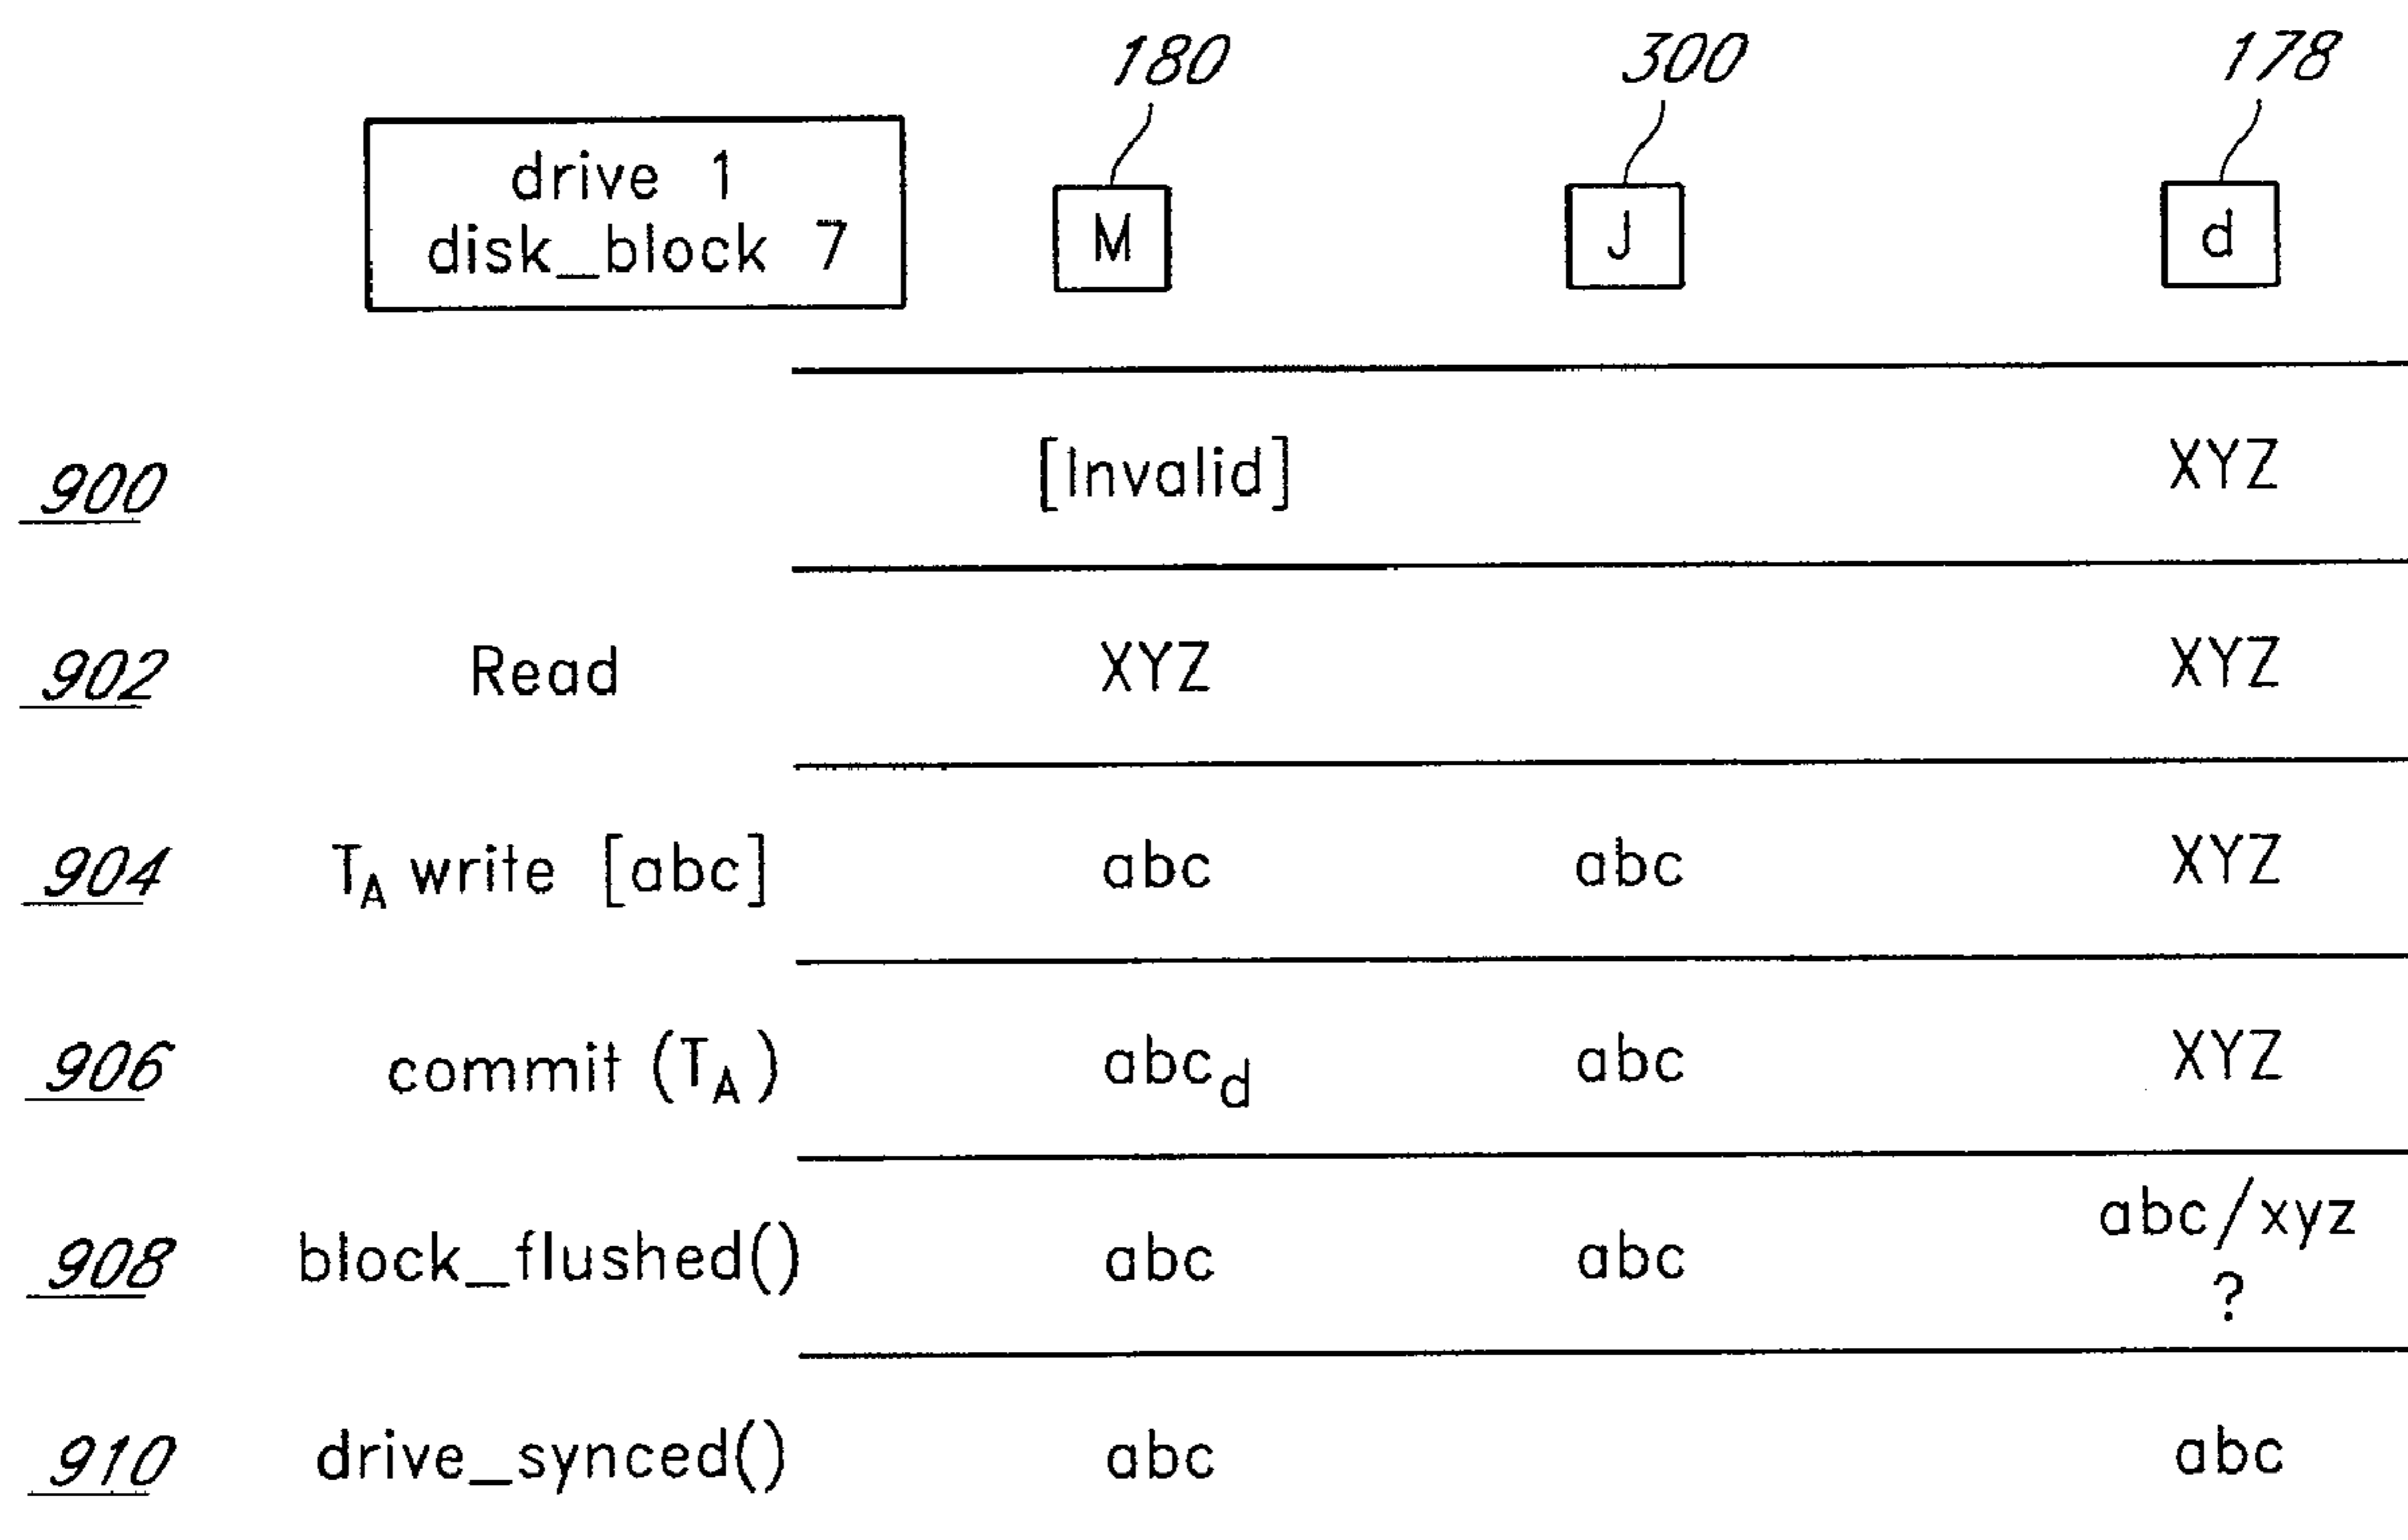 180 300 178
drive 1
disk_block 7
M J d
900 [Invalid] XYZ
902 Read XYZ XYZ
904 TA write [abc] abc abc XYZ
906 commit (TA) abcd abc XYZ
908 block_flushed() abc abc abc/xyz
?
910 drive_synced() abc abc